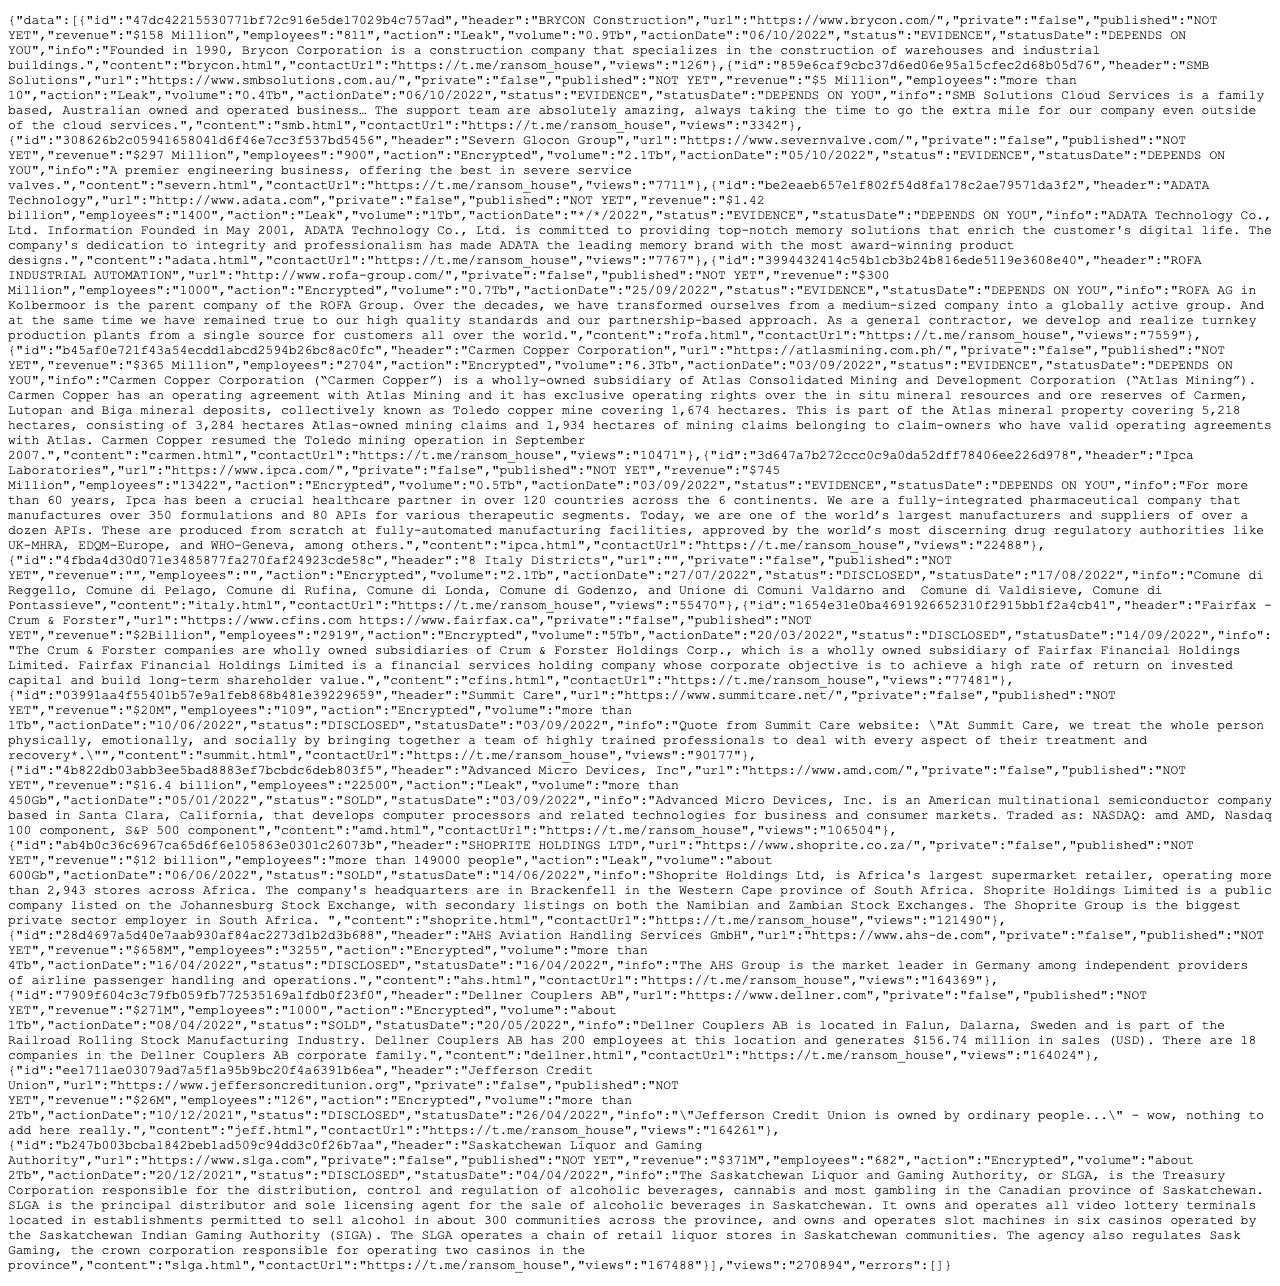 {"data":[{"id":"47dc42215530771bf72c916e5de17029b4c757ad","header":"BRYCON Construction","url":"https://www.brycon.com/","private":"false","published":"NOT
YET","revenue":"$158 Million","employees":"811","action":"Leak","volume":"0.9Tb","actionDate":"06/10/2022","status":"EVIDENCE","statusDate":"DEPENDS ON
YOU","info":"Founded in 1990, Brycon Corporation is a construction company that specializes in the construction of warehouses and industrial
buildings.","content":"brycon.html","contactUrl":"https://t.me/ransom_house","views":"126"},{"id":"859e6caf9cbc37d6ed06e95a15cfec2d68b05d76","header":"SMB
Solutions","url":"https://www.smbsolutions.com.au/","private":"false","published":"NOT YET","revenue":"$5 Million","employees":"more than
10","action":"Leak","volume":"0.4Tb","actionDate":"06/10/2022","status":"EVIDENCE","statusDate":"DEPENDS ON YOU","info":"SMB Solutions Cloud Services is a family
based, Australian owned and operated business… The support team are absolutely amazing, always taking the time to go the extra mile for our company even outside
of the cloud services.","content":"smb.html","contactUrl":"https://t.me/ransom_house","views":"3342"},
{"id":"308626b2c05941658041d6f46e7cc3f537bd5456","header":"Severn Glocon Group","url":"https://www.severnvalve.com/","private":"false","published":"NOT
YET","revenue":"$297 Million","employees":"900","action":"Encrypted","volume":"2.1Tb","actionDate":"05/10/2022","status":"EVIDENCE","statusDate":"DEPENDS ON
YOU","info":"A premier engineering business, offering the best in severe service
valves.","content":"severn.html","contactUrl":"https://t.me/ransom_house","views":"7711"},{"id":"be2eaeb657e1f802f54d8fa178c2ae79571da3f2","header":"ADATA
Technology","url":"http://www.adata.com","private":"false","published":"NOT YET","revenue":"$1.42
billion","employees":"1400","action":"Leak","volume":"1Tb","actionDate":"*/*/2022","status":"EVIDENCE","statusDate":"DEPENDS ON YOU","info":"ADATA Technology Co.,
Ltd. Information Founded in May 2001, ADATA Technology Co., Ltd. is committed to providing top-notch memory solutions that enrich the customer's digital life. The
company's dedication to integrity and professionalism has made ADATA the leading memory brand with the most award-winning product
designs.","content":"adata.html","contactUrl":"https://t.me/ransom_house","views":"7767"},{"id":"3994432414c54b1cb3b24b816ede5119e3608e40","header":"ROFA
INDUSTRIAL AUTOMATION","url":"http://www.rofa-group.com/","private":"false","published":"NOT YET","revenue":"$300
Million","employees":"1000","action":"Encrypted","volume":"0.7Tb","actionDate":"25/09/2022","status":"EVIDENCE","statusDate":"DEPENDS ON YOU","info":"ROFA AG in
Kolbermoor is the parent company of the ROFA Group. Over the decades, we have transformed ourselves from a medium-sized company into a globally active group. And
at the same time we have remained true to our high quality standards and our partnership-based approach. As a general contractor, we develop and realize turnkey
production plants from a single source for customers all over the world.","content":"rofa.html","contactUrl":"https://t.me/ransom_house","views":"7559"},
{"id":"b45af0e721f43a54ecdd1abcd2594b26bc8ac0fc","header":"Carmen Copper Corporation","url":"https://atlasmining.com.ph/","private":"false","published":"NOT
YET","revenue":"$365 Million","employees":"2704","action":"Encrypted","volume":"6.3Tb","actionDate":"03/09/2022","status":"EVIDENCE","statusDate":"DEPENDS ON
YOU","info":"Carmen Copper Corporation (“Carmen Copper”) is a wholly-owned subsidiary of Atlas Consolidated Mining and Development Corporation (“Atlas Mining”).
Carmen Copper has an operating agreement with Atlas Mining and it has exclusive operating rights over the in situ mineral resources and ore reserves of Carmen,
Lutopan and Biga mineral deposits, collectively known as Toledo copper mine covering 1,674 hectares. This is part of the Atlas mineral property covering 5,218
hectares, consisting of 3,284 hectares Atlas-owned mining claims and 1,934 hectares of mining claims belonging to claim-owners who have valid operating agreements
with Atlas. Carmen Copper resumed the Toledo mining operation in September
2007.","content":"carmen.html","contactUrl":"https://t.me/ransom_house","views":"10471"},{"id":"3d647a7b272ccc0c9a0da52dff78406ee226d978","header":"Ipca
Laboratories","url":"https://www.ipca.com/","private":"false","published":"NOT YET","revenue":"$745
Million","employees":"13422","action":"Encrypted","volume":"0.5Tb","actionDate":"03/09/2022","status":"EVIDENCE","statusDate":"DEPENDS ON YOU","info":"For more
than 60 years, Ipca has been a crucial healthcare partner in over 120 countries across the 6 continents. We are a fully-integrated pharmaceutical company that
manufactures over 350 formulations and 80 APIs for various therapeutic segments. Today, we are one of the world’s largest manufacturers and suppliers of over a
dozen APIs. These are produced from scratch at fully-automated manufacturing facilities, approved by the world’s most discerning drug regulatory authorities like
UK-MHRA, EDQM-Europe, and WHO-Geneva, among others.","content":"ipca.html","contactUrl":"https://t.me/ransom_house","views":"22488"},
{"id":"4fbda4d30d071e3485877fa270faf24923cde58c","header":"8 Italy Districts","url":"","private":"false","published":"NOT
YET","revenue":"","employees":"","action":"Encrypted","volume":"2.1Tb","actionDate":"27/07/2022","status":"DISCLOSED","statusDate":"17/08/2022","info":"Comune di
Reggello, Comune di Pelago, Comune di Rufina, Comune di Londa, Comune di Godenzo, and Unione di Comuni Valdarno and  Comune di Valdisieve, Comune di
Pontassieve","content":"italy.html","contactUrl":"https://t.me/ransom_house","views":"55470"},{"id":"1654e31e0ba4691926652310f2915bb1f2a4cb41","header":"Fairfax -
Crum & Forster","url":"https://www.cfins.com https://www.fairfax.ca","private":"false","published":"NOT
YET","revenue":"$2Billion","employees":"2919","action":"Encrypted","volume":"5Tb","actionDate":"20/03/2022","status":"DISCLOSED","statusDate":"14/09/2022","info":
"The Crum & Forster companies are wholly owned subsidiaries of Crum & Forster Holdings Corp., which is a wholly owned subsidiary of Fairfax Financial Holdings
Limited. Fairfax Financial Holdings Limited is a financial services holding company whose corporate objective is to achieve a high rate of return on invested
capital and build long-term shareholder value.","content":"cfins.html","contactUrl":"https://t.me/ransom_house","views":"77481"},
{"id":"03991aa4f55401b57e9a1feb868b481e39229659","header":"Summit Care","url":"https://www.summitcare.net/","private":"false","published":"NOT
YET","revenue":"$20M","employees":"109","action":"Encrypted","volume":"more than
1Tb","actionDate":"10/06/2022","status":"DISCLOSED","statusDate":"03/09/2022","info":"Quote from Summit Care website: \"At Summit Care, we treat the whole person
physically, emotionally, and socially by bringing together a team of highly trained professionals to deal with every aspect of their treatment and
recovery*.\"","content":"summit.html","contactUrl":"https://t.me/ransom_house","views":"90177"},
{"id":"4b822db03abb3ee5bad8883ef7bcbdc6deb803f5","header":"Advanced Micro Devices, Inc","url":"https://www.amd.com/","private":"false","published":"NOT
YET","revenue":"$16.4 billion","employees":"22500","action":"Leak","volume":"more than
450Gb","actionDate":"05/01/2022","status":"SOLD","statusDate":"03/09/2022","info":"Advanced Micro Devices, Inc. is an American multinational semiconductor company
based in Santa Clara, California, that develops computer processors and related technologies for business and consumer markets. Traded as: NASDAQ: amd AMD, Nasdaq
100 component, S&P 500 component","content":"amd.html","contactUrl":"https://t.me/ransom_house","views":"106504"},
{"id":"ab4b0c36c6967ca65d6f6e105863e0301c26073b","header":"SHOPRITE HOLDINGS LTD","url":"https://www.shoprite.co.za/","private":"false","published":"NOT
YET","revenue":"$12 billion","employees":"more than 149000 people","action":"Leak","volume":"about
600Gb","actionDate":"06/06/2022","status":"SOLD","statusDate":"14/06/2022","info":"Shoprite Holdings Ltd, is Africa's largest supermarket retailer, operating more
than 2,943 stores across Africa. The company's headquarters are in Brackenfell in the Western Cape province of South Africa. Shoprite Holdings Limited is a public
company listed on the Johannesburg Stock Exchange, with secondary listings on both the Namibian and Zambian Stock Exchanges. The Shoprite Group is the biggest
private sector employer in South Africa. ","content":"shoprite.html","contactUrl":"https://t.me/ransom_house","views":"121490"},
{"id":"28d4697a5d40e7aab930af84ac2273d1b2d3b688","header":"AHS Aviation Handling Services GmbH","url":"https://www.ahs-de.com","private":"false","published":"NOT
YET","revenue":"$658M","employees":"3255","action":"Encrypted","volume":"more than
4Tb","actionDate":"16/04/2022","status":"DISCLOSED","statusDate":"16/04/2022","info":"The AHS Group is the market leader in Germany among independent providers
of airline passenger handling and operations.","content":"ahs.html","contactUrl":"https://t.me/ransom_house","views":"164369"},
{"id":"7909f604c3c79fb059fb772535169a1fdb0f23f0","header":"Dellner Couplers AB","url":"https://www.dellner.com","private":"false","published":"NOT
YET","revenue":"$271M","employees":"1000","action":"Encrypted","volume":"about
1Tb","actionDate":"08/04/2022","status":"SOLD","statusDate":"20/05/2022","info":"Dellner Couplers AB is located in Falun, Dalarna, Sweden and is part of the
Railroad Rolling Stock Manufacturing Industry. Dellner Couplers AB has 200 employees at this location and generates $156.74 million in sales (USD). There are 18
companies in the Dellner Couplers AB corporate family.","content":"dellner.html","contactUrl":"https://t.me/ransom_house","views":"164024"},
{"id":"ee1711ae03079ad7a5f1a95b9bc20f4a6391b6ea","header":"Jefferson Credit
Union","url":"https://www.jeffersoncreditunion.org","private":"false","published":"NOT
YET","revenue":"$26M","employees":"126","action":"Encrypted","volume":"more than
2Tb","actionDate":"10/12/2021","status":"DISCLOSED","statusDate":"26/04/2022","info":"\"Jefferson Credit Union is owned by ordinary people...\" - wow, nothing to
add here really.","content":"jeff.html","contactUrl":"https://t.me/ransom_house","views":"164261"},
{"id":"b247b003bcba1842beb1ad509c94dd3c0f26b7aa","header":"Saskatchewan Liquor and Gaming
Authority","url":"https://www.slga.com","private":"false","published":"NOT YET","revenue":"$371M","employees":"682","action":"Encrypted","volume":"about
2Tb","actionDate":"20/12/2021","status":"DISCLOSED","statusDate":"04/04/2022","info":"The Saskatchewan Liquor and Gaming Authority, or SLGA, is the Treasury
Corporation responsible for the distribution, control and regulation of alcoholic beverages, cannabis and most gambling in the Canadian province of Saskatchewan.
SLGA is the principal distributor and sole licensing agent for the sale of alcoholic beverages in Saskatchewan. It owns and operates all video lottery terminals
located in establishments permitted to sell alcohol in about 300 communities across the province, and owns and operates slot machines in six casinos operated by
the Saskatchewan Indian Gaming Authority (SIGA). The SLGA operates a chain of retail liquor stores in Saskatchewan communities. The agency also regulates Sask
Gaming, the crown corporation responsible for operating two casinos in the
province","content":"slga.html","contactUrl":"https://t.me/ransom_house","views":"167488"}],"views":"270894","errors":[]}